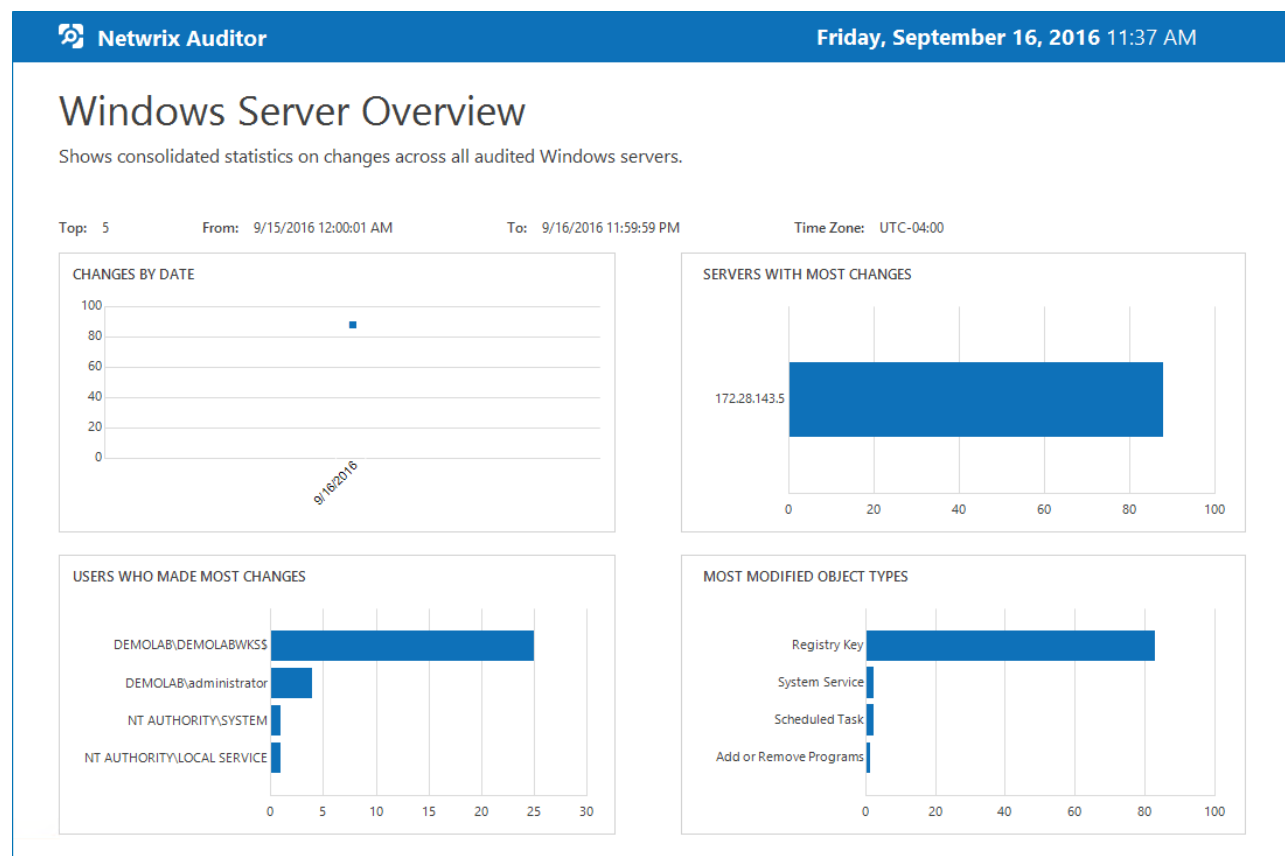 Netwrix Auditor
Friday, September 16, 2016 11:37 AM
Windows Server Overview
Shows consolidated statistics on changes across all audited Windows servers.
Top: 5 From: 9/15/2016 12:00:01 AM To: 9/16/2016 11:59:59 PM Time Zone: UTC-04:00
CHANGES BY DATE
100
80
60
40
20
0
9/16/2016
SERVERS WITH MOST CHANGES
172.28.143.5
0 20 40 60 80 100
USERS WHO MADE MOST CHANGES
DEMOLAB\DEMOLABWKS$
DEMOLAB\administrator
NT AUTHORITY\SYSTEM
NT AUTHORITY\LOCAL SERVICE
0 5 10 15 20 25 30
MOST MODIFIED OBJECT TYPES
Registry Key
System Service
Scheduled Task
Add or Remove Programs
0 20 40 60 80 100